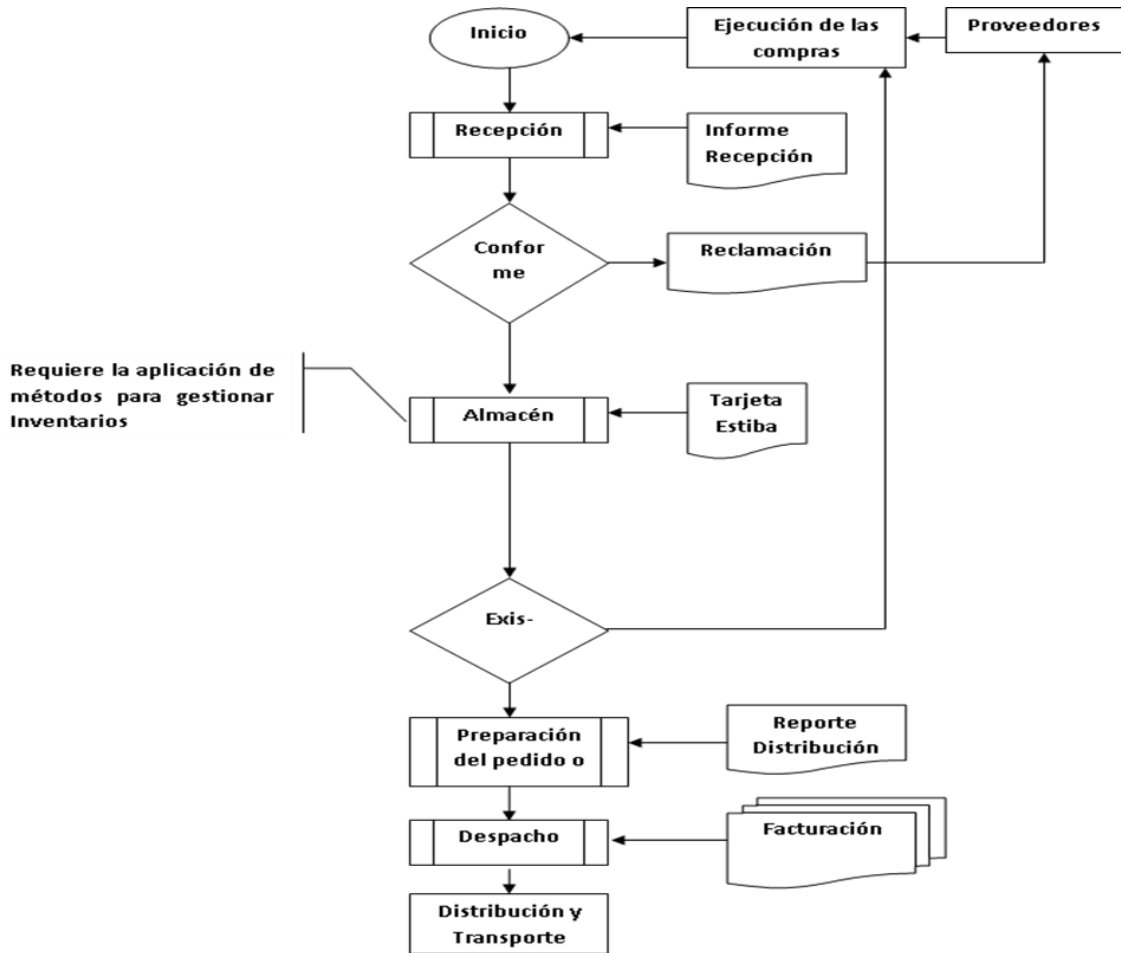 Inicio
Ejecución de las
compras
Proveedores
Recepción
Informe
Recepción
Confor
me
Reclamación
Requiere la aplicación de
métodos para gestionar
Inventarios
Almacén
Tarjeta
Estiba
Exis-
Preparación
del pedido o
Reporte
Distribución
Despacho
Facturación
Distribución y
Transporte